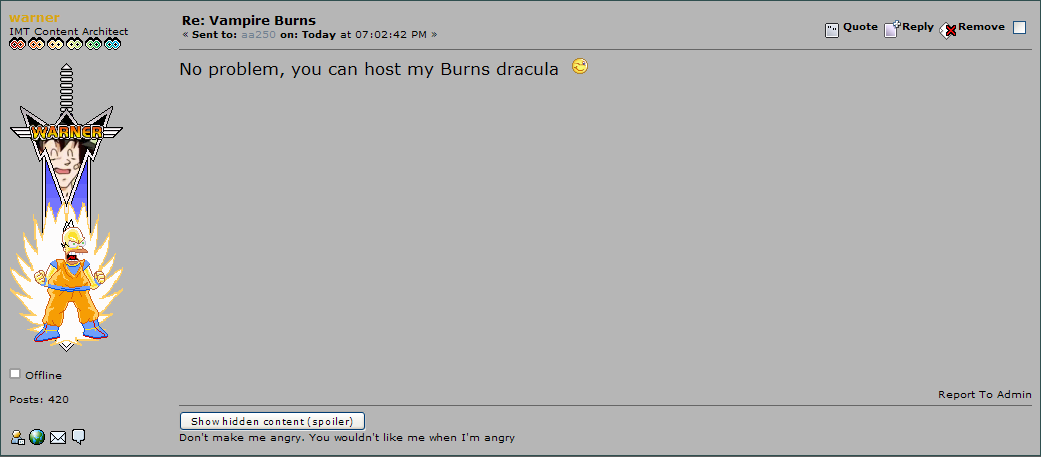 warner
IMT Content Architect
WARNER
Offline
Posts: 420
Re: Vampire Burns
« Sent to: aa250 on: Today at 07:02:42 PM »
Quote Reply Remove
No problem, you can host my Burns dracula
Report To Admin
Show hidden content (spoiler)
Don't make me angry. You wouldn't like me when I'm angry